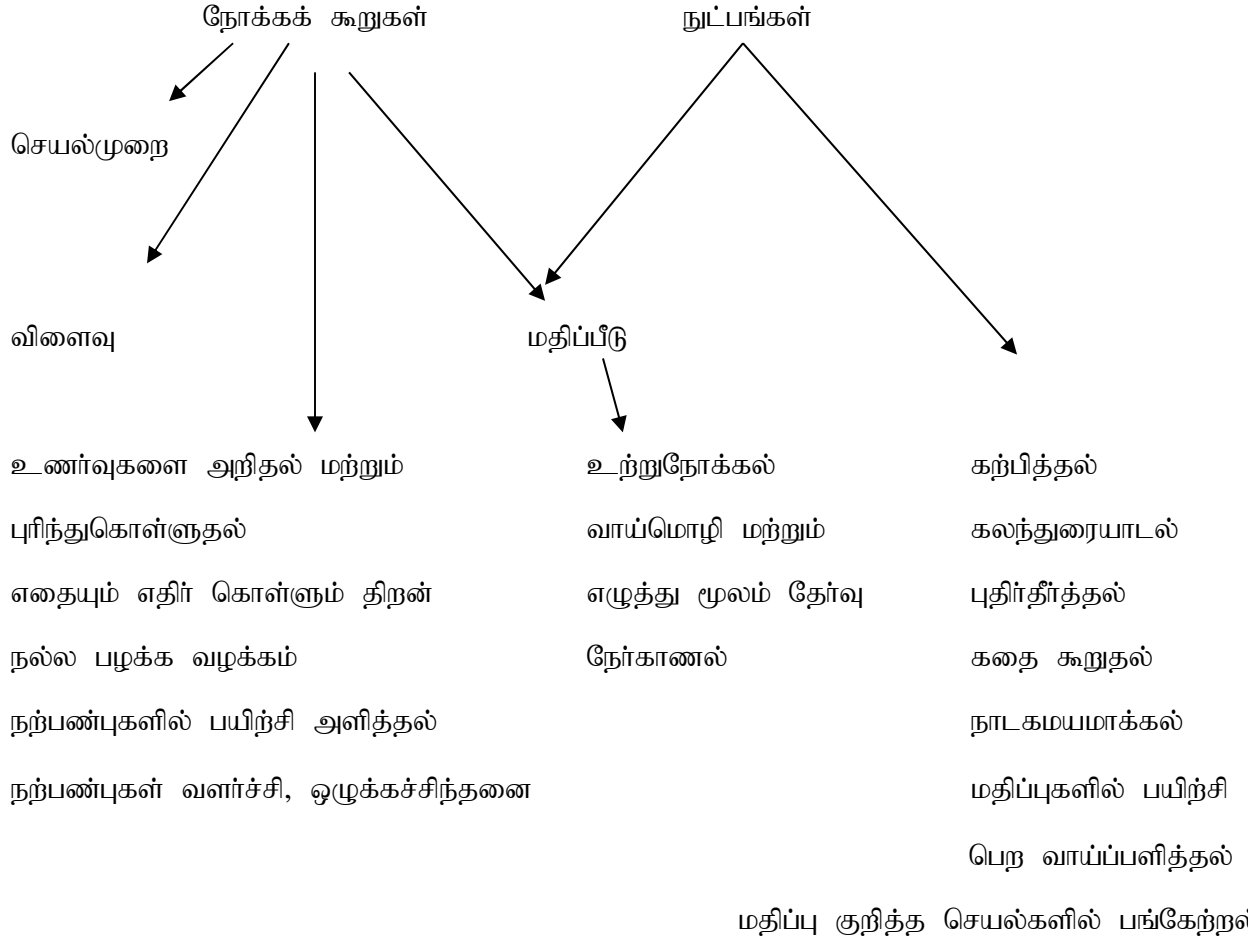 நோக்கக் கூறுகள் நுட்பங்கள்
செயல்முறை
விளைவு மதிப்பீடு
உணர்வுகளை அறிதல் மற்றும் உற்றுநோக்கல் கற்பித்தல்
புரிந்துகொள்ளுதல் வாய்மொழி மற்றும் கலந்துரையாடல்
எதையும் எதிர் கொள்ளும் திறன் எழுத்து மூலம் தேர்வு புதிர்தீர்த்தல்
நல்ல பழக்க வழக்கம் நேர்காணல் கதை கூறுதல்
நற்பண்புகளில் பயிற்சி அளித்தல் நாடகமயமாக்கல்
நற்பண்புகள் வளர்ச்சி, ஒழுக்கச்சிந்தனை மதிப்புகளில் பயிற்சி
பெற வாய்ப்பளித்தல்
மதிப்பு குறித்த செயல்களில் பங்கேற்றல்